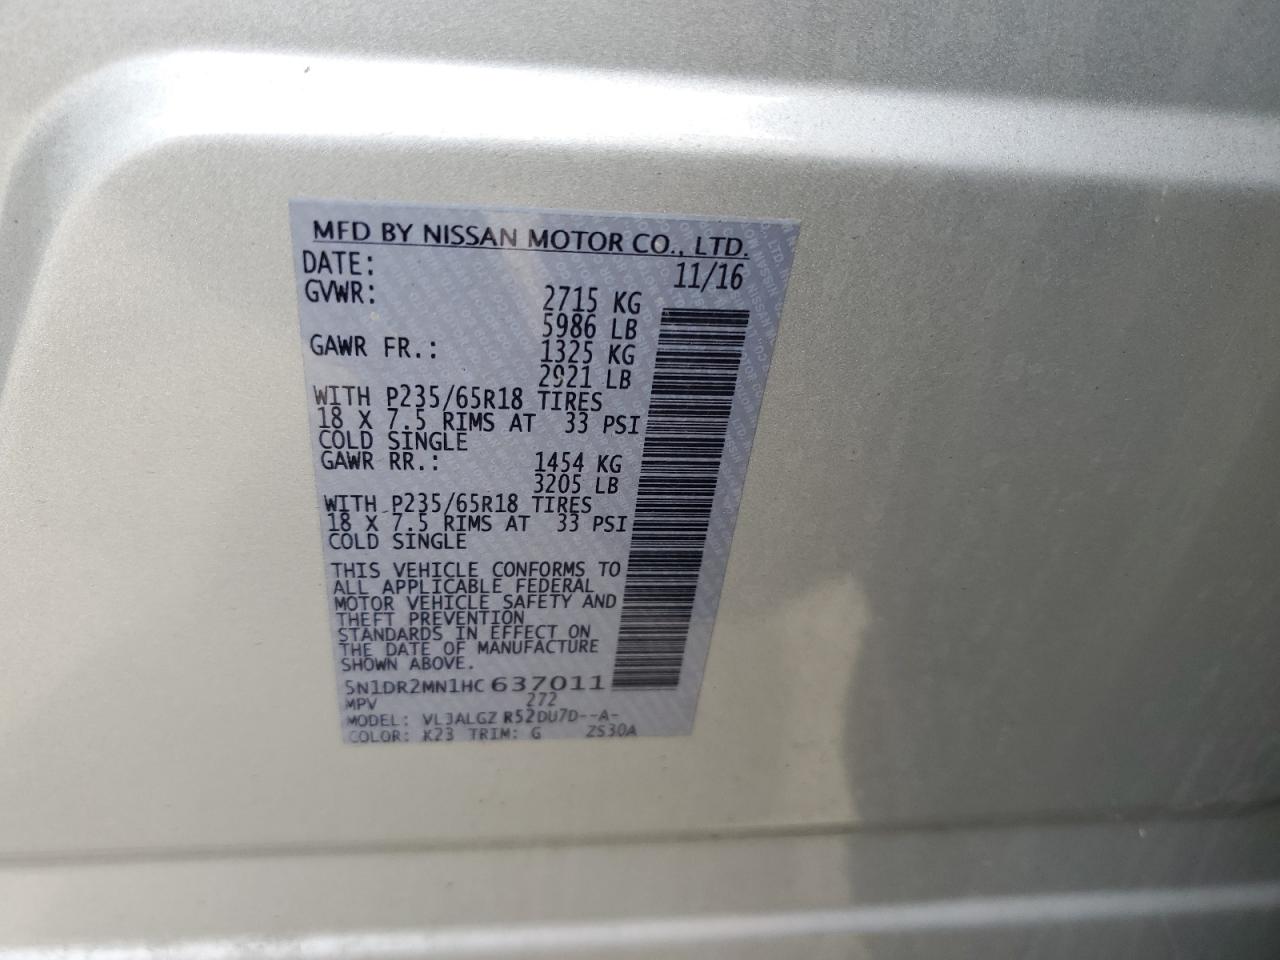 MFD BY NISSAN MOTOR CO., LTD.
DATE: 11/16
GVWR: 2715 KG
5986 LB
GAWR FR.: 1325 KG
2921 LB
WITH P235/65R18 TIRES
18 X 7.5 RIMS AT 33 PSI
COLD SINGLE
GAWR RR.: 1454 KG
3205 LB
WITH P235/65R18 TIRES
18 X 7.5 RIMS AT 33 PSI
COLD SINGLE
THIS VEHICLE CONFORMS TO
ALL APPLICABLE FEDERAL
MOTOR VEHICLE SAFETY AND
THEFT PREVENTION
STANDARDS IN EFFECT ON
THE DATE OF MANUFACTURE
SHOWN ABOVE.
5N1DR2MN1HC 637011
MPV 272
MODEL: VL3ALGZ R52DU7D--A-
COLOR: K23 TRIM: G ZS30A